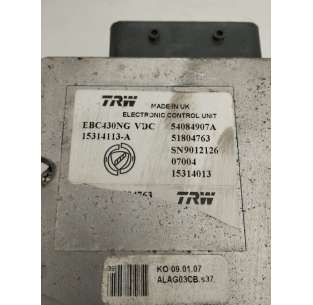 TRW
MADE IN UK
ELECTRONIC CONTROL UNIT
EBC430NG VDC 54084907A
15314113-A 51804763
SN9012126
07004
15314013
TRW
KO 09.01.07
ALAG03CB.s37